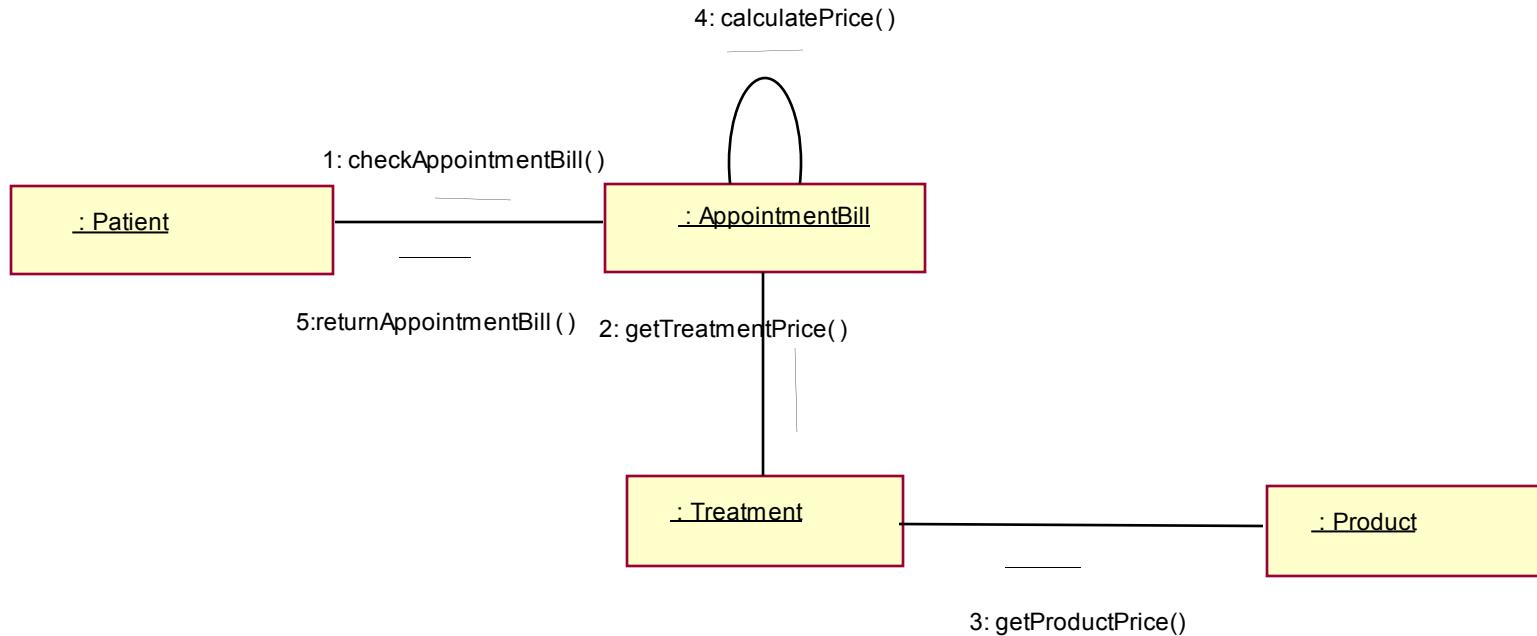 4: calculatePrice( )
1: checkAppointmentBill( )
: Patient
: AppointmentBill
5:returnAppointmentBill ( )
2: getTreatmentPrice( )
: Treatment
: Product
3: getProductPrice()